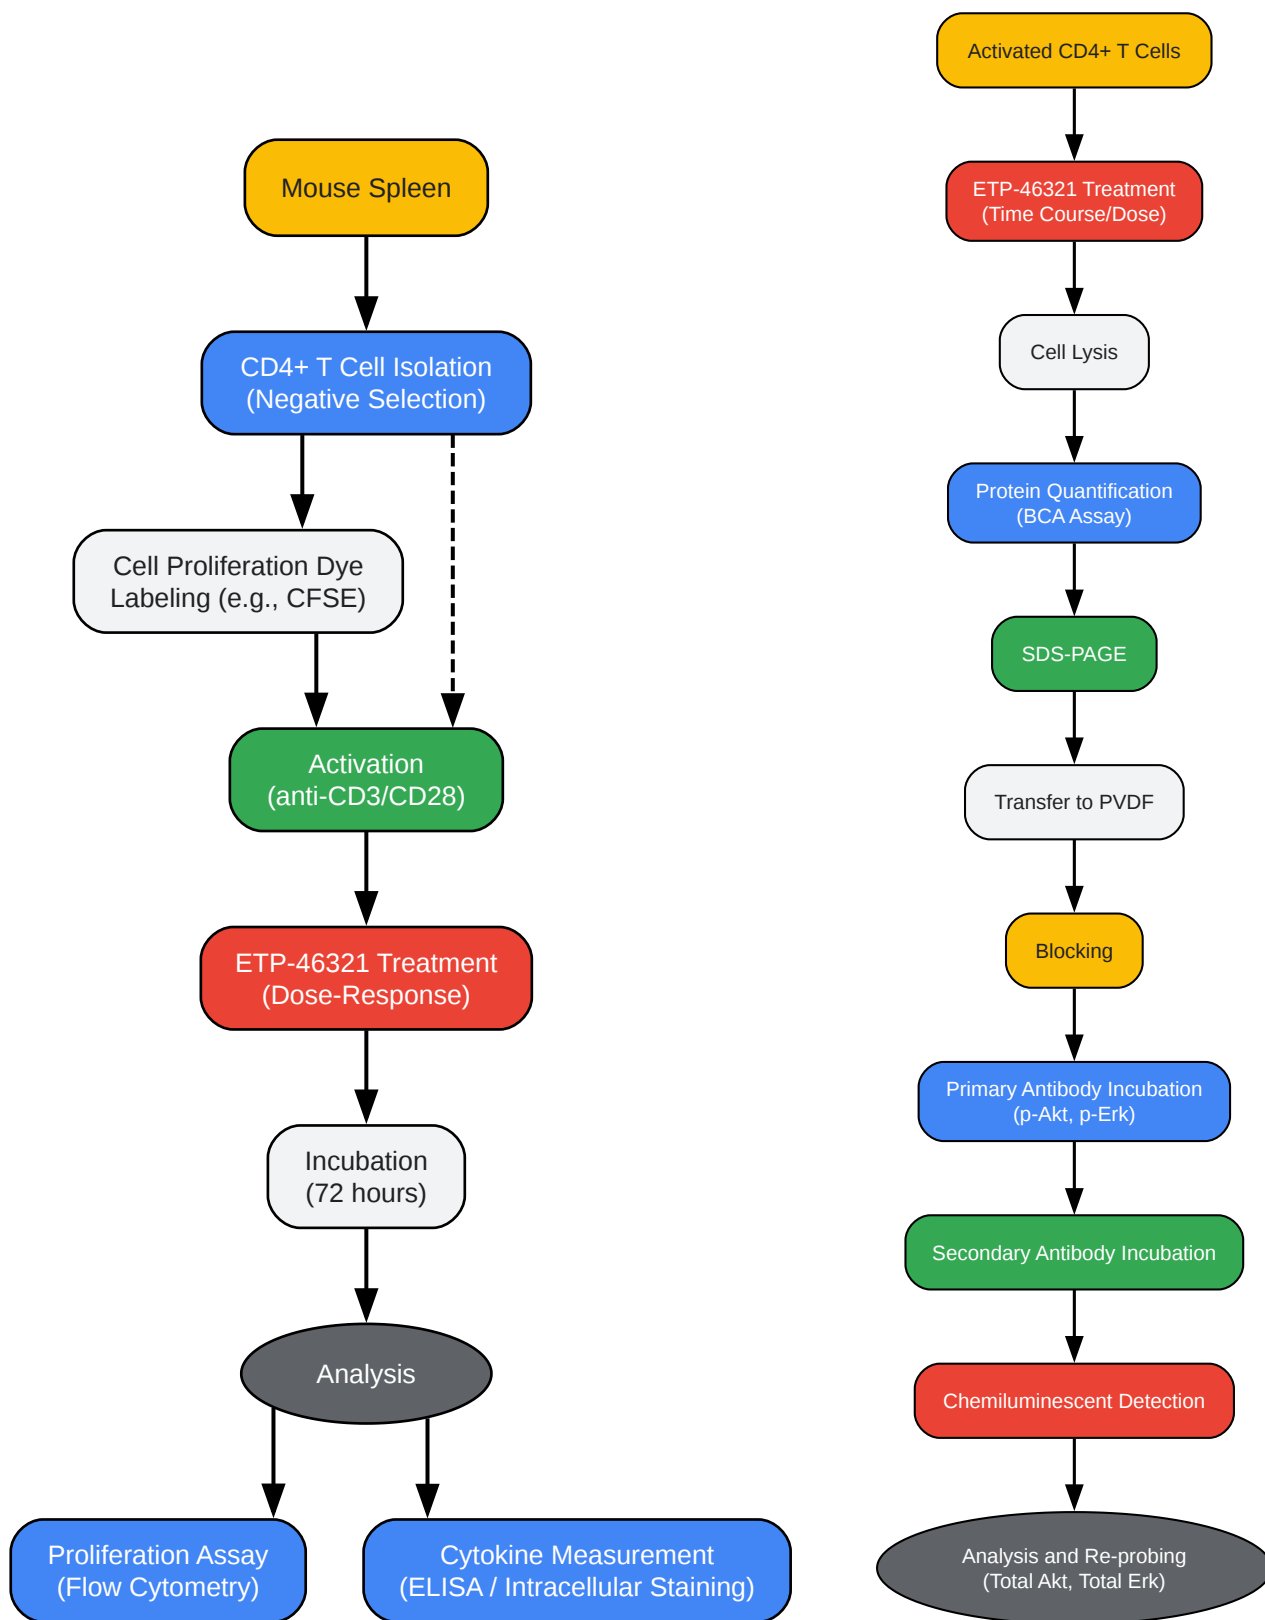 Mouse Spleen
CD4+ T Cell Isolation
(Negative Selection)
Cell Proliferation Dye
Labeling (e.g., CFSE)
Activation
(anti-CD3/CD28)
ETP-46321 Treatment
(Dose-Response)
Incubation
(72 hours)
Analysis
Proliferation Assay
(Flow Cytometry)
Cytokine Measurement
(ELISA / Intracellular Staining)
Activated CD4+ T Cells
ETP-46321 Treatment
(Time Course/Dose)
Cell Lysis
Protein Quantification
(BCA Assay)
SDS-PAGE
Transfer to PVDF
Blocking
Primary Antibody Incubation
(p-Akt, p-Erk)
Secondary Antibody Incubation
Chemiluminescent Detection
Analysis and Re-probing
(Total Akt, Total Erk)